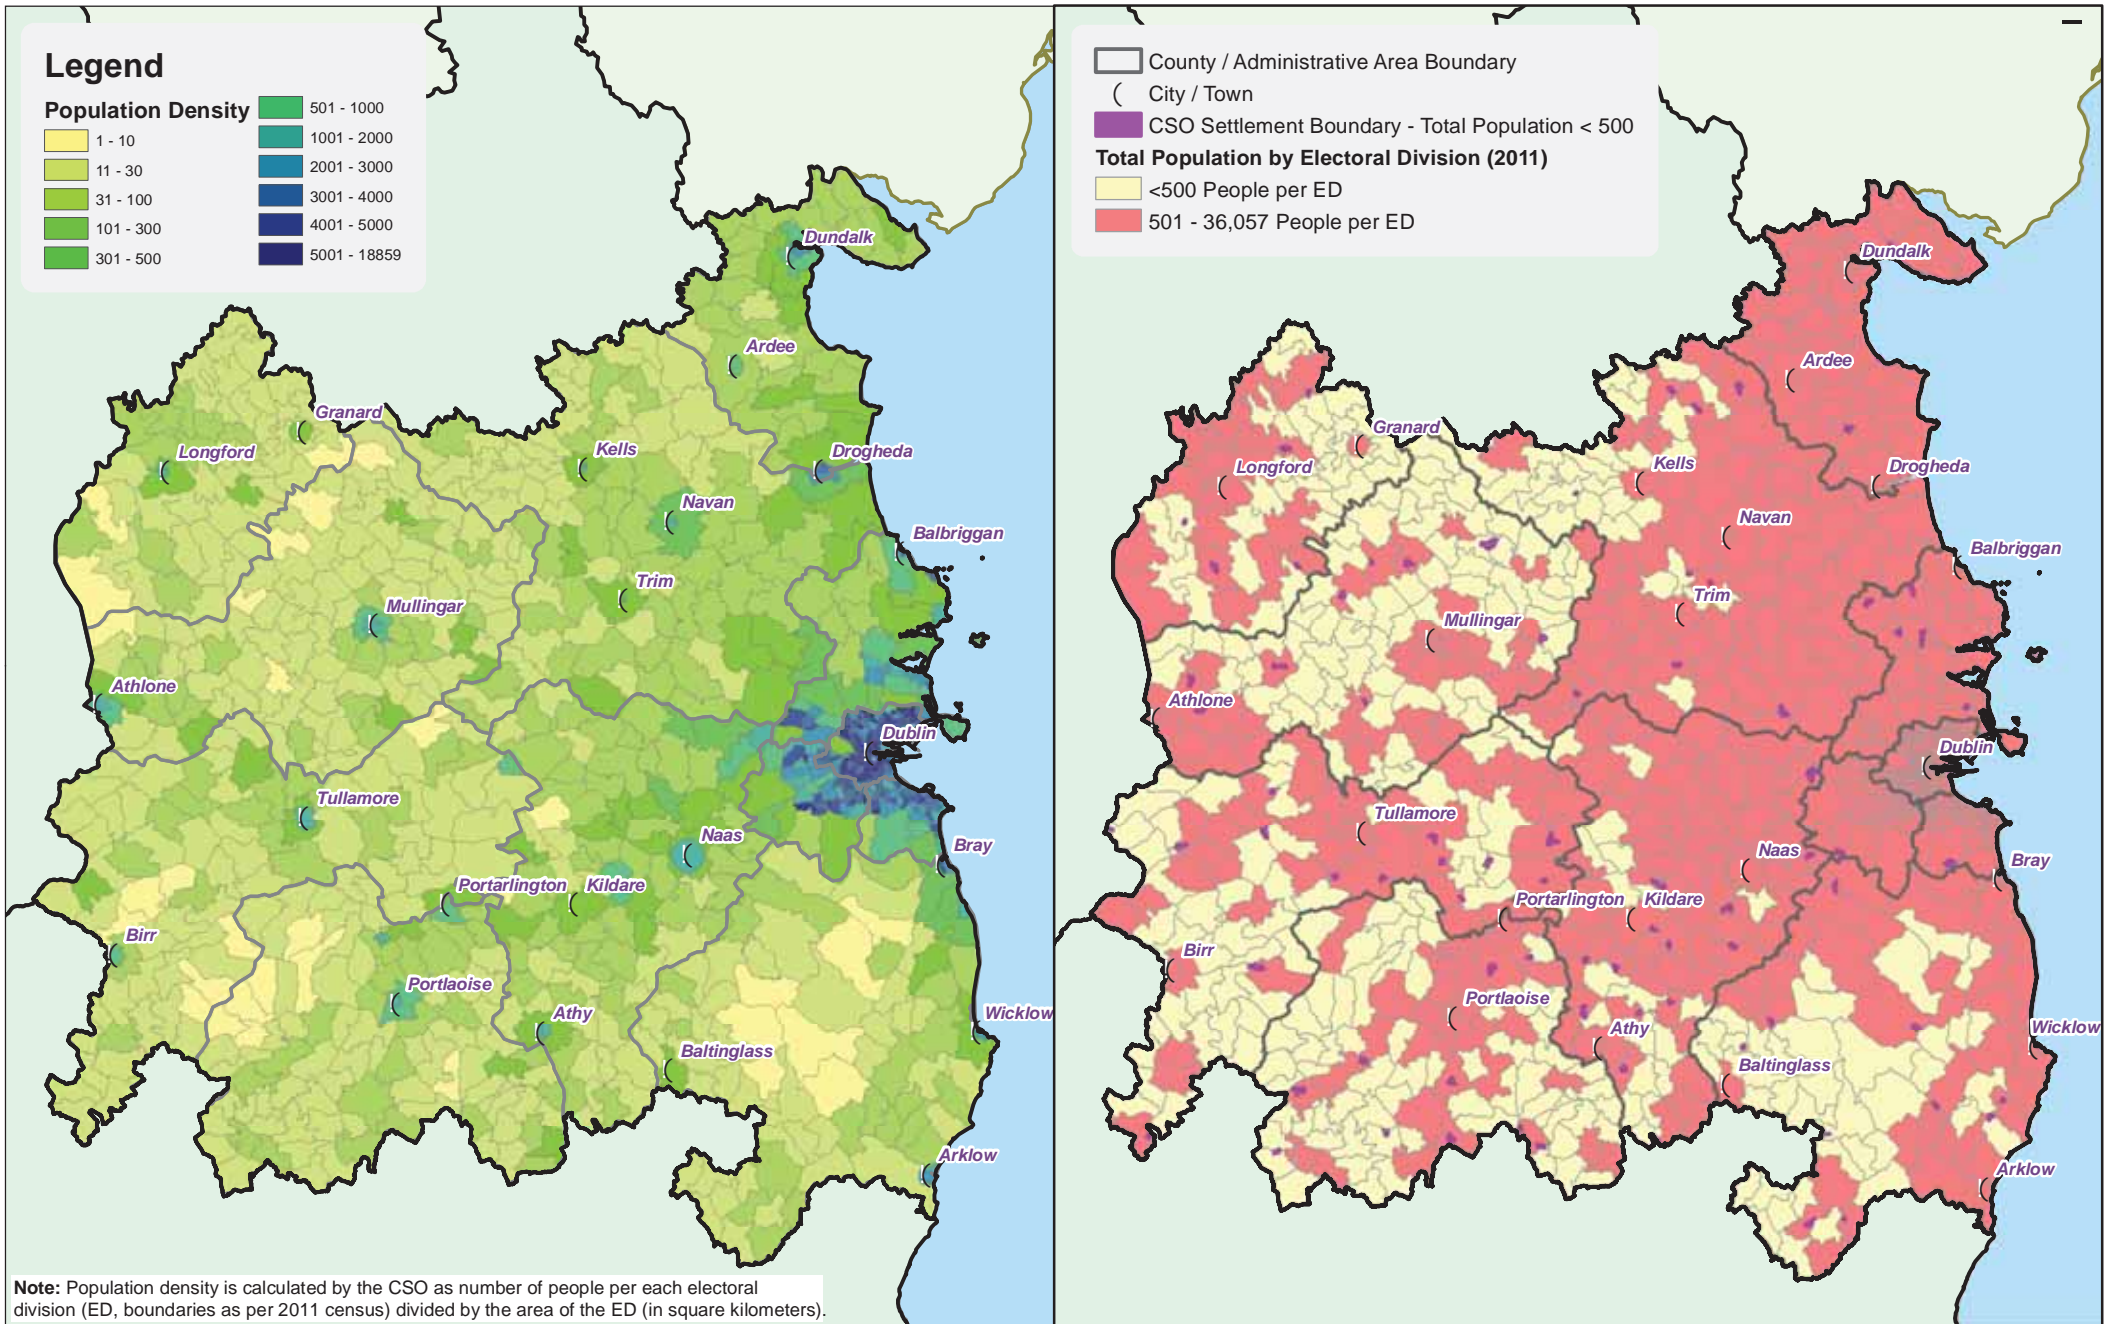 Legend
Population Density
1 - 10
11 - 30
31 - 100
101 - 300
301 - 500
501 - 1000
1001 - 2000
2001 - 3000
3001 - 4000
4001 - 5000
5001 - 18859
Dundalk
Ardee
Granard
Longford
Kells
Drogheda
Navan
Balbriggan
Trim
Mullingar
Athlone
Dublin
Tullamore
Naas
Bray
Portarlington
Kildare
Birr
Portlaoise
Athy
Wicklow
Baltinglass
Arklow
Note: Population density is calculated by the CSO as number of people per each electoral
division (ED, boundaries as per 2011 census) divided by the area of the ED (in square kilometers).
County / Administrative Area Boundary
City / Town
CSO Settlement Boundary - Total Population < 500
Total Population by Electoral Division (2011)
<500 People per ED
501 - 36,057 People per ED
Dundalk
Ardee
Granard
Longford
Kells
Drogheda
Navan
Balbriggan
Trim
Mullingar
Athlone
Dublin
Tullamore
Naas
Bray
Portarlington
Kildare
Birr
Portlaoise
Athy
Wicklow
Baltinglass
Arklow